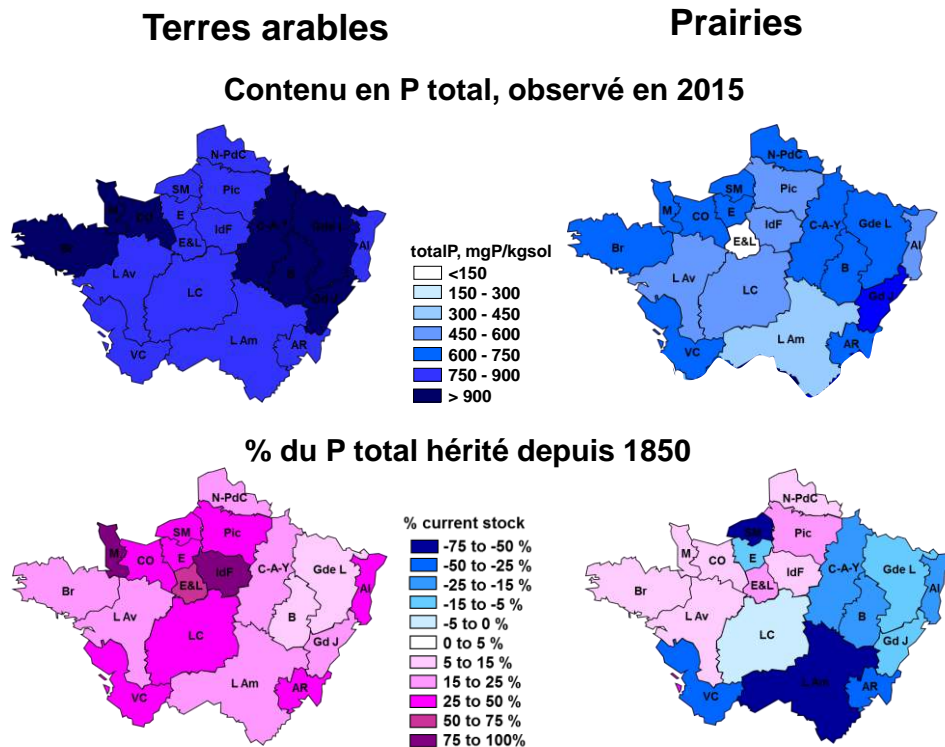 Terres arables
Prairies
Contenu en P total, observé en 2015
N-PdC
SM
Pic
M
CO
E
IdF
C-A-Y
Gde L
Al
Br
E&L
L Av
LC
B
Gd J
L Am
VC
AR
totalP, mgP/kgsol
<150
150 - 300
300 - 450
450 - 600
600 - 750
750 - 900
> 900
N-PdC
SM
Pic
M
CO
E
IdF
C-A-Y
Gde L
Al
Br
E&L
L Av
LC
B
Gd J
L Am
VC
AR
% du P total hérité depuis 1850
N-PdC
SM
Pic
M
CO
E
IdF
C-A-Y
Gde L
Al
Br
E&L
L Av
LC
B
Gd J
L Am
VC
AR
% current stock
-75 to -50 %
-50 to -25 %
-25 to -15 %
-15 to -5 %
-5 to 0 %
0 to 5 %
5 to 15 %
15 to 25 %
25 to 50 %
50 to 75 %
75 to 100%
N-PdC
SM
Pic
M
CO
E
IdF
C-A-Y
Gde L
Al
Br
E&L
L Av
LC
B
Gd J
L Am
VC
AR